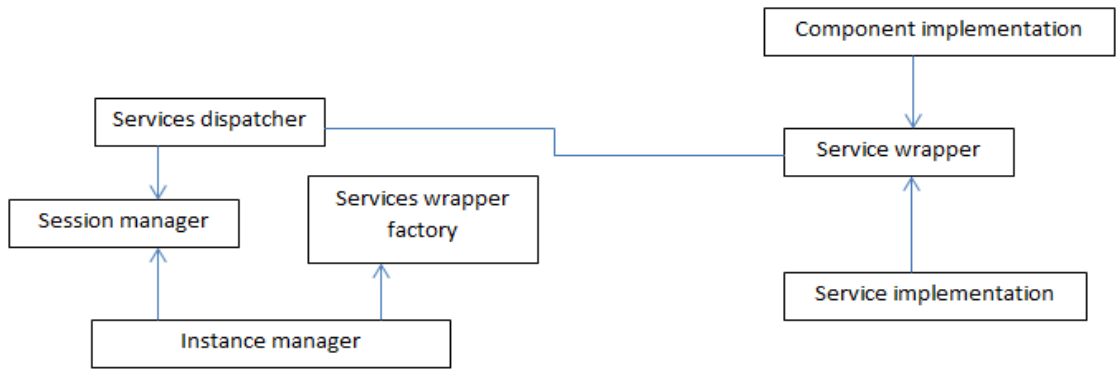 Component implementation
Services dispatcher
Service wrapper
Session manager
Services wrapper
factory
Service implementation
Instance manager